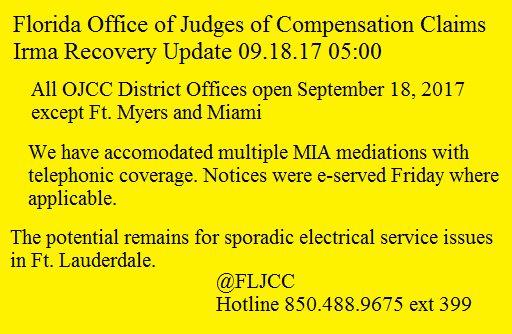 Florida Office of Judges of Compensation Claims
Irma Recovery Update 09.18.17 05:00
All OJCC District Offices open September 18, 2017
except Ft. Myers and Miami
We have accomodated multiple MIA mediations with
telephonic coverage. Notices were e-served Friday where
applicable.
The potential remains for sporadic electrical service issues
in Ft. Lauderdale.
@FLJCC
Hotline 850.488.9675 ext 399